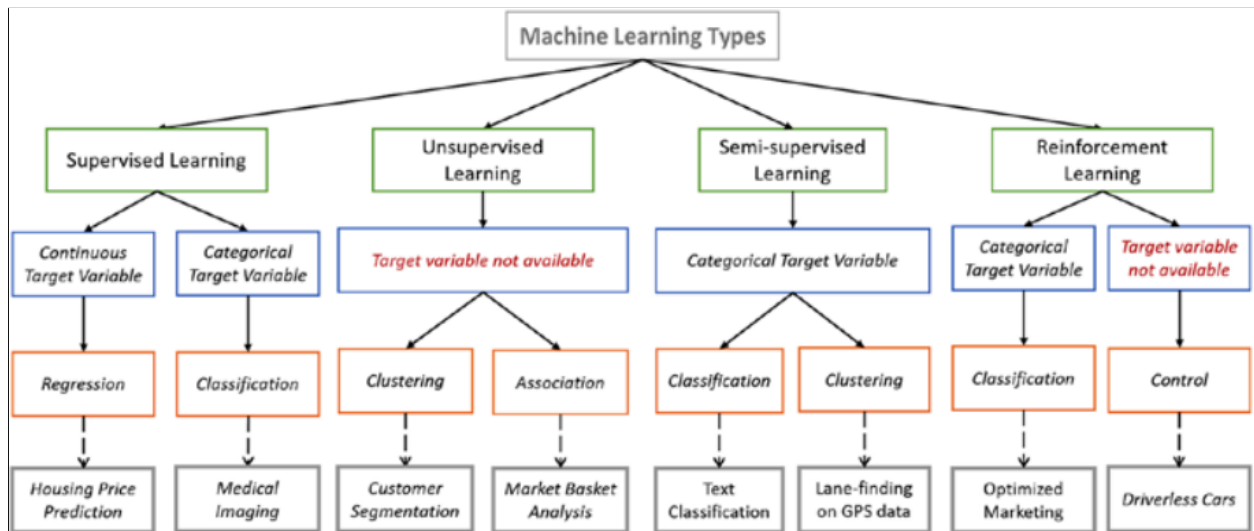 Machine Learning Types
Supervised Learning
Unsupervised
Learning
Semi-supervised
Learning
Reinforcement
Learning
Continuous
Target Variable
Categorical
Target Variable
Target variable not available
Categorical Target Variable
Categorical
Target Variable
Target variable
not available
Regression
Classification
Clustering
Association
Classification
Clustering
Classification
Control
Housing Price
Prediction
Medical
Imaging
Customer
Segmentation
Market Basket
Analysis
Text
Classification
Lane-finding
on GPS data
Optimized
Marketing
Driverless Cars